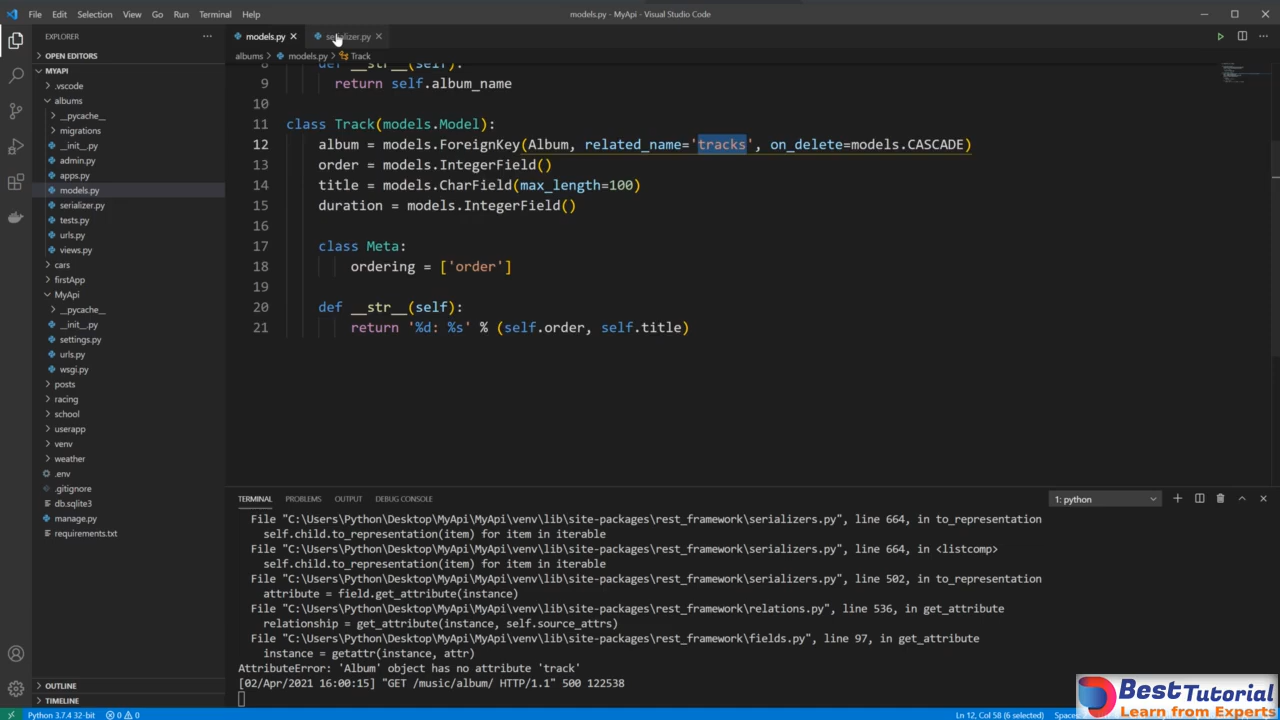 File Edit Selection View Go Run Terminal Help
models.py - MyApi - Visual Studio Code
EXPLORER
OPEN EDITORS
MYAPI
.vscode
albums
__pycache__
migrations
__init__.py
admin.py
apps.py
models.py
serializer.py
tests.py
urls.py
views.py
cars
firstApp
MyApi
__pycache__
__init__.py
settings.py
urls.py
wsgi.py
posts
racing
school
userapp
venv
weather
.env
.gitignore
db.sqlite3
manage.py
requirements.txt
OUTLINE
TIMELINE
models.py serializer.py
albums > models.py > Track
8 def __str__(self):
9 return self.album_name
10
11 class Track(models.Model):
12 album = models.ForeignKey(Album, related_name='tracks', on_delete=models.CASCADE)
13 order = models.IntegerField()
14 title = models.CharField(max_length=100)
15 duration = models.IntegerField()
16
17 class Meta:
18 ordering = ['order']
19
20 def __str__(self):
21 return '%d: %s' % (self.order, self.title)
TERMINAL PROBLEMS OUTPUT DEBUG CONSOLE
1: python
File "C:\Users\Python\Desktop\MyApi\MyApi\venv\lib\site-packages\rest_framework\serializers.py", line 664, in to_representation
self.child.to_representation(item) for item in iterable
File "C:\Users\Python\Desktop\MyApi\MyApi\venv\lib\site-packages\rest_framework\serializers.py", line 664, in <listcomp>
self.child.to_representation(item) for item in iterable
File "C:\Users\Python\Desktop\MyApi\MyApi\venv\lib\site-packages\rest_framework\serializers.py", line 502, in to_representation
attribute = field.get_attribute(instance)
File "C:\Users\Python\Desktop\MyApi\MyApi\venv\lib\site-packages\rest_framework\relations.py", line 536, in get_attribute
relationship = get_attribute(instance, self.source_attrs)
File "C:\Users\Python\Desktop\MyApi\MyApi\venv\lib\site-packages\rest_framework\fields.py", line 97, in get_attribute
instance = getattr(instance, attr)
AttributeError: 'Album' object has no attribute 'track'
[02/Apr/2021 16:00:15] "GET /music/album/ HTTP/1.1" 500 122538
Python 3.7.4 32-bit 0 0
Ln 12, Col 58 (6 selected)
BestTutorial
Learn from Experts